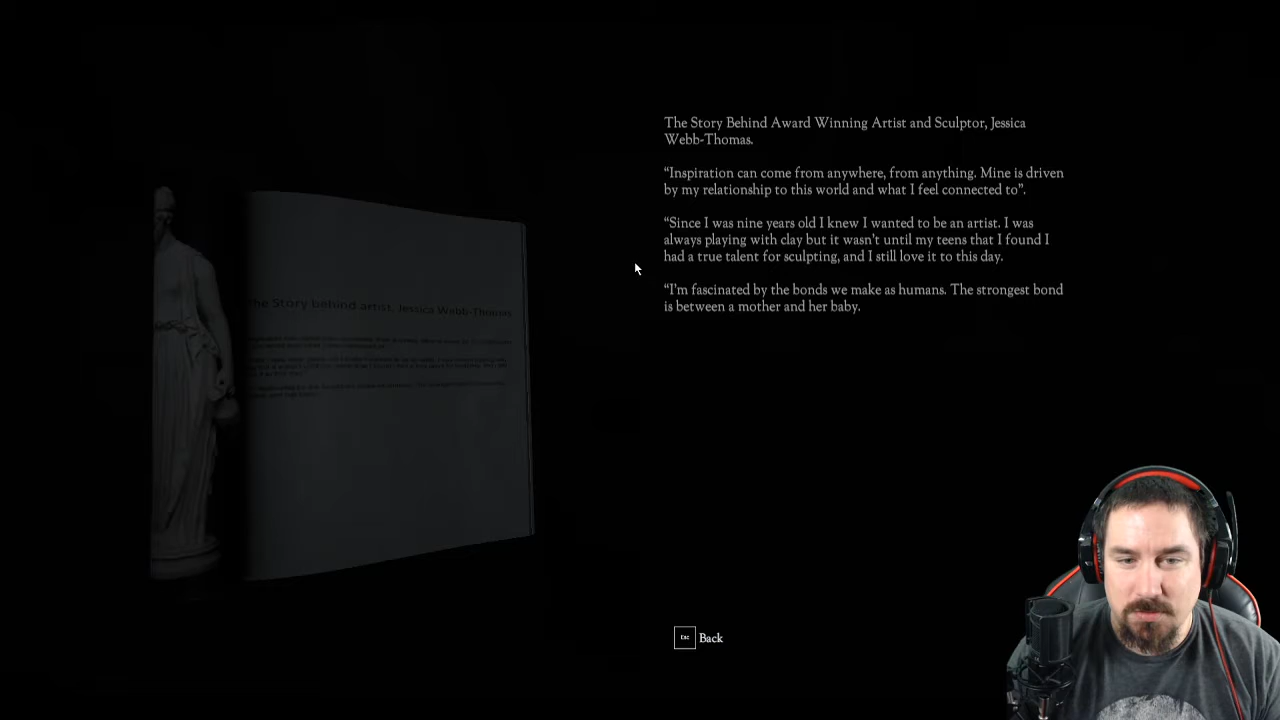 The Story Behind Award Winning Artist and Sculptor, Jessica
Webb-Thomas.
“Inspiration can come from anywhere, from anything. Mine is driven
by my relationship to this world and what I feel connected to”.
“Since I was nine years old I knew I wanted to be an artist. I was
always playing with clay but it wasn't until my teens that I found I
had a true talent for sculpting, and I still love it to this day.
“I'm fascinated by the bonds we make as humans. The strongest bond
is between a mother and her baby.
he Story behind artist, Jessica Webb-Thomas
Esc Back